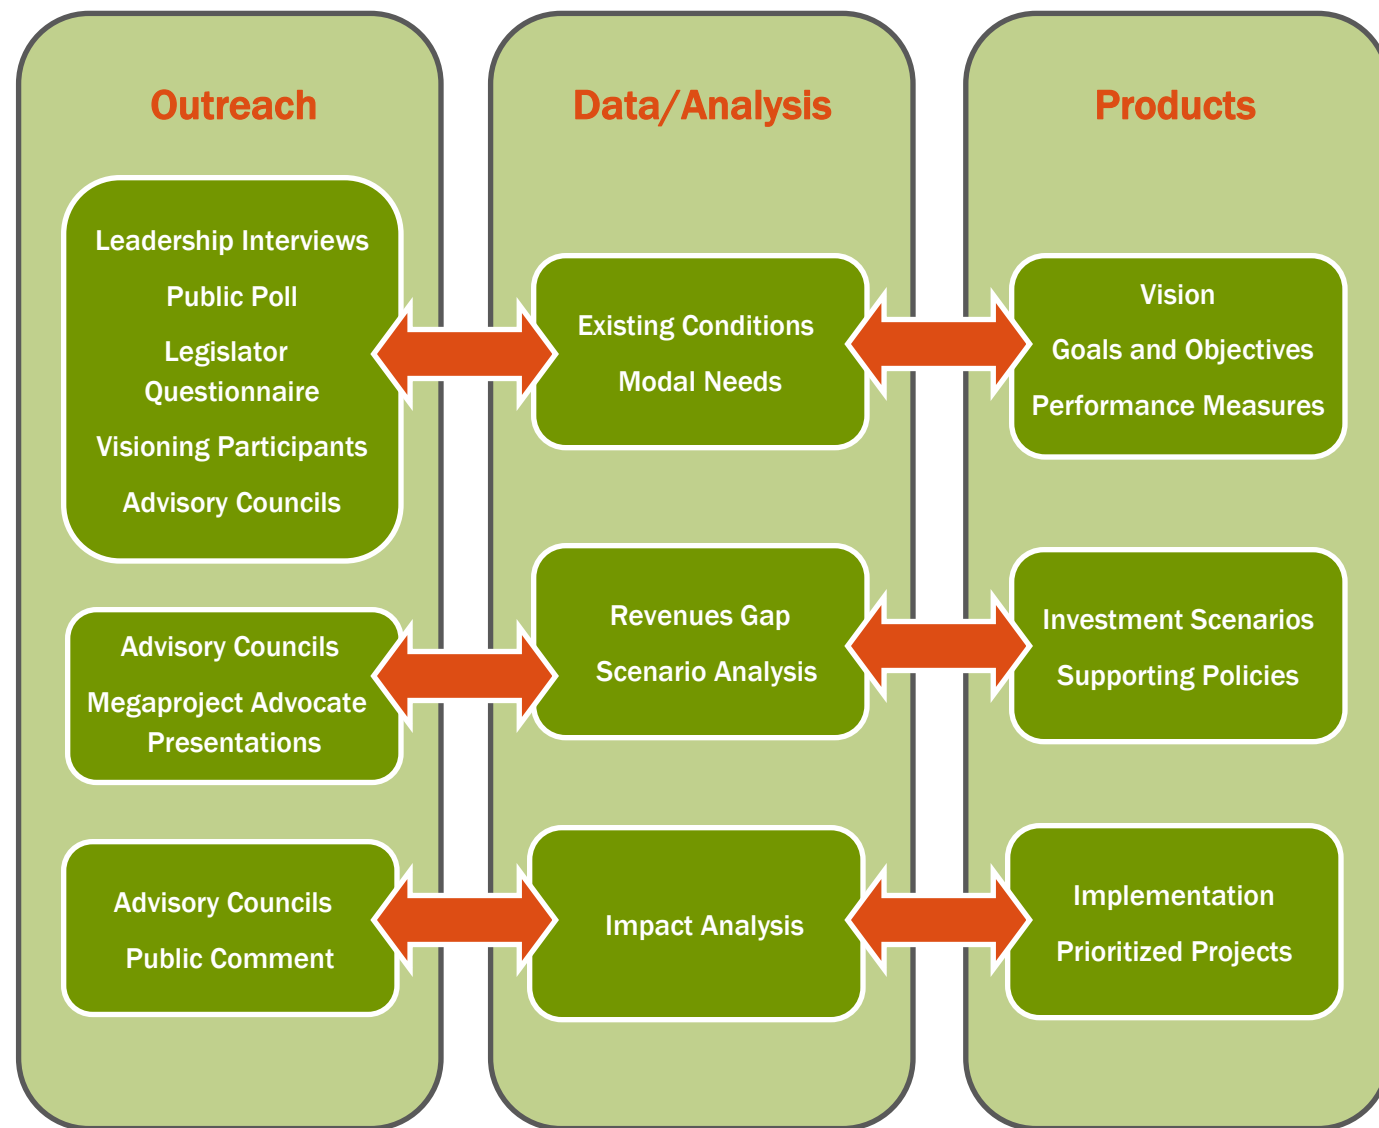 Outreach
Leadership Interviews
Public Poll
Legislator
Questionnaire
Visioning Participants
Advisory Councils
Advisory Councils
Megaproject Advocate
Presentations
Advisory Councils
Public Comment
Data/Analysis
Existing Conditions
Modal Needs
Revenues Gap
Scenario Analysis
Impact Analysis
Products
Vision
Goals and Objectives
Performance Measures
Investment Scenarios
Supporting Policies
Implementation
Prioritized Projects